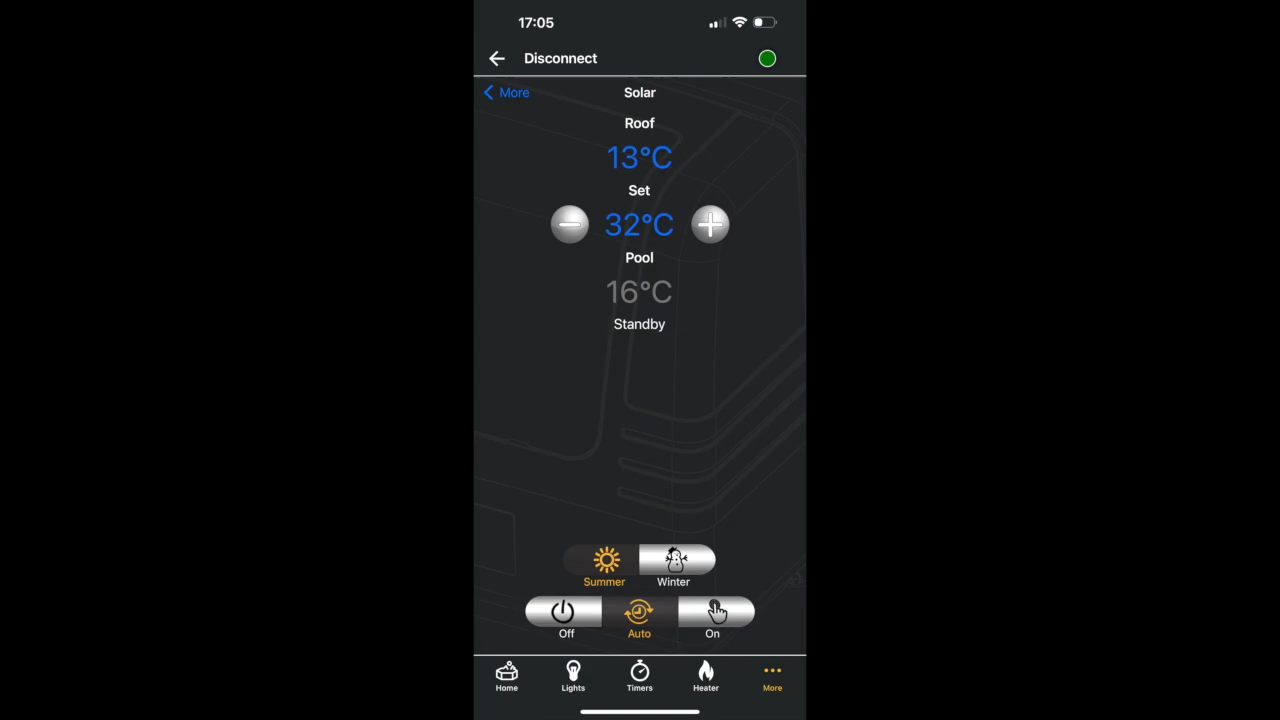 17:05
Disconnect
More
Solar
Roof
13°C
Set
32°C
Pool
16°C
Standby
Summer Winter
Off Auto On
Home Lights Timers Heater More